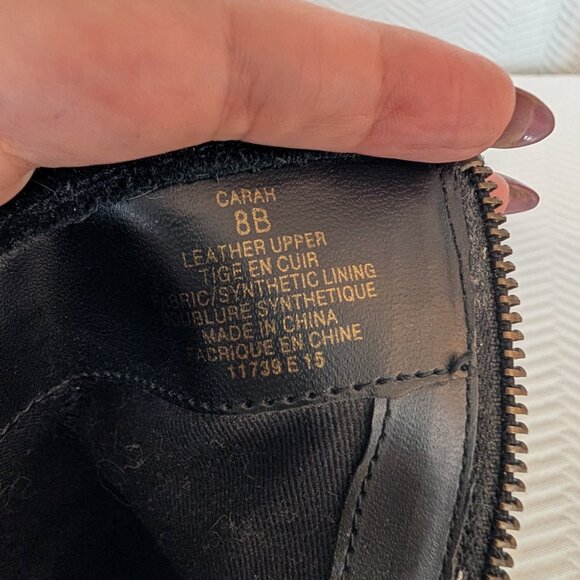 CARAH
8B
LEATHER UPPER
TIGE EN CUIR
FABRIC/SYNTHETIC LINING
DOUBLURE SYNTHETIQUE
MADE IN CHINA
FABRIQUE EN CHINE
11739 E 15